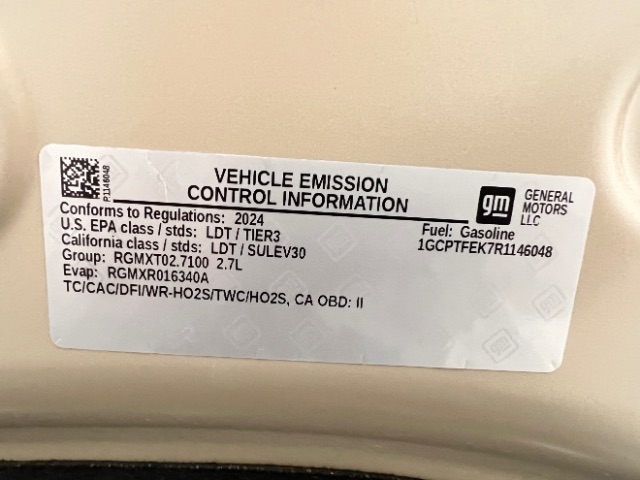 P1146048
VEHICLE EMISSION
CONTROL INFORMATION
gm
GENERAL
MOTORS
LLC
Conforms to Regulations: 2024
U.S. EPA class / stds: LDT / TIER3
California class / stds: LDT / SULEV30
Group: RGMXT02.7100 2.7L
Evap: RGMXR016340A
TC/CAC/DFI/WR-HO2S/TWC/HO2S, CA OBD: II
Fuel: Gasoline
1GCPTFEK7R1146048